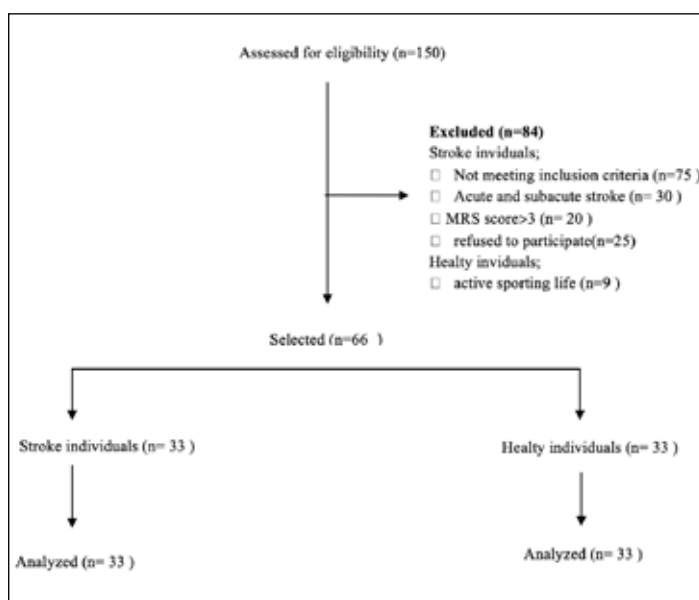 Assessed for eligibility (n=150)
Excluded (n=84)
Stroke inviduals;
□ Not meeting inclusion criteria (n=75 )
□ Acute and subacute stroke (n= 30 )
□ MRS score>3 (n= 20 )
□ refused to participate(n=25)
Healty inviduals;
□ active sporting life (n=9 )
Selected (n=66 )
Stroke individuals (n= 33 )
Healty individuals (n= 33 )
Analyzed (n= 33 )
Analyzed (n= 33 )